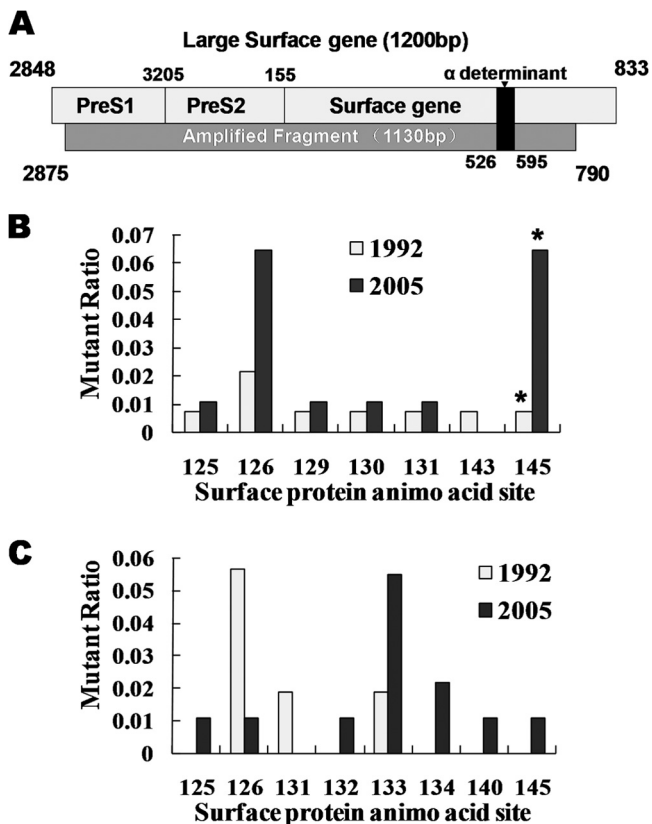 A
Large Surface gene (1200bp)
2848 3205 155 α determinant 833
PreS1 PreS2 Surface gene
Amplified Fragment （1130bp）
2875 526 595 790
B
Mutant Ratio
0.07
0.06
0.05
0.04
0.03
0.02
0.01
0
1992
2005
*
*
125 126 129 130 131 143 145
Surface protein animo acid site
C
Mutant Ratio
0.06
0.05
0.04
0.03
0.02
0.01
0
1992
2005
125 126 131 132 133 134 140 145
Surface protein animo acid site